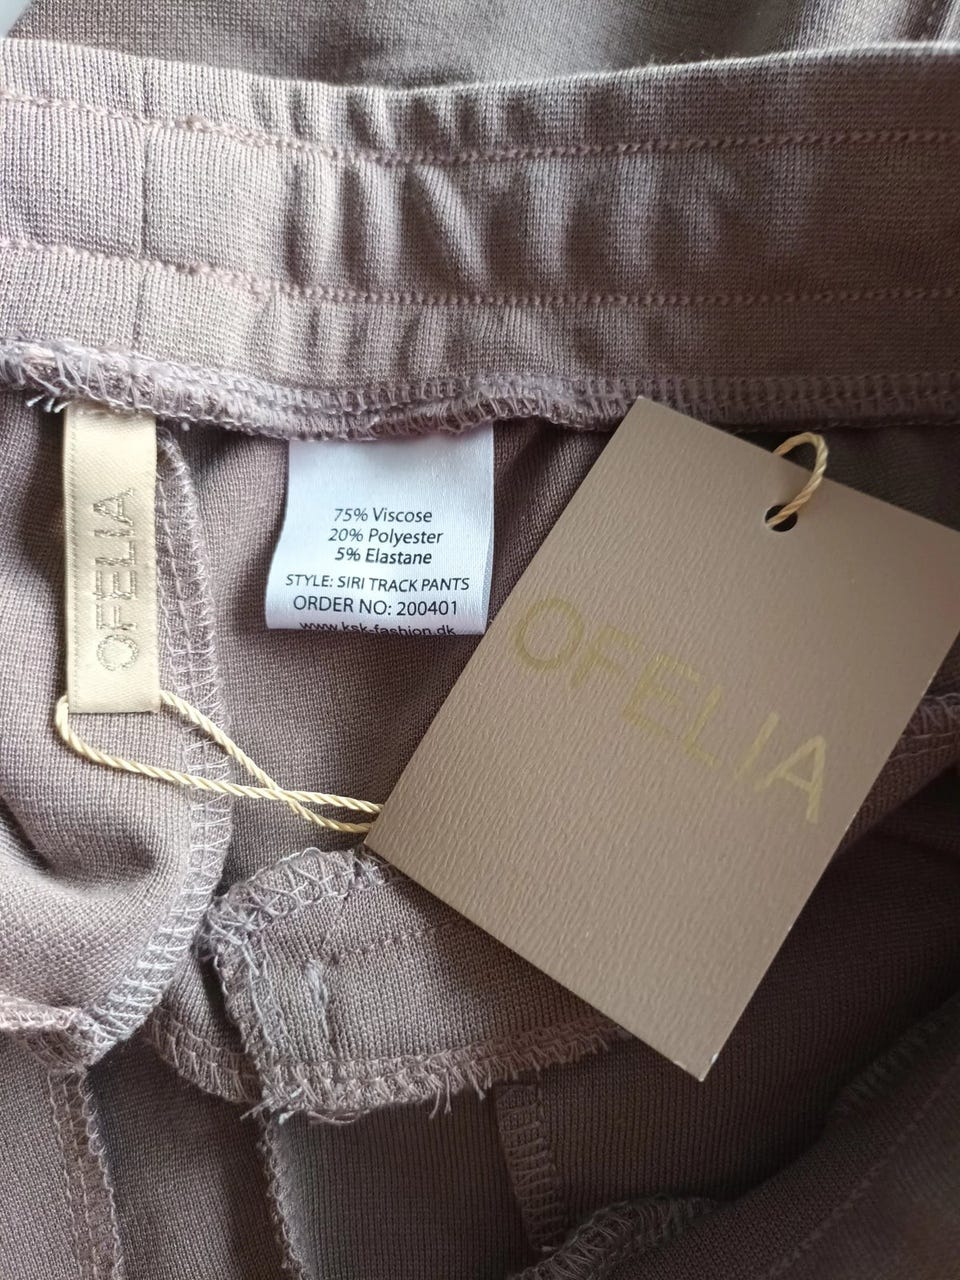 OFELIA
75% Viscose
20% Polyester
5% Elastane
STYLE: SIRI TRACK PANTS
ORDER NO: 200401
www.ksk-fashion.dk
OFELIA